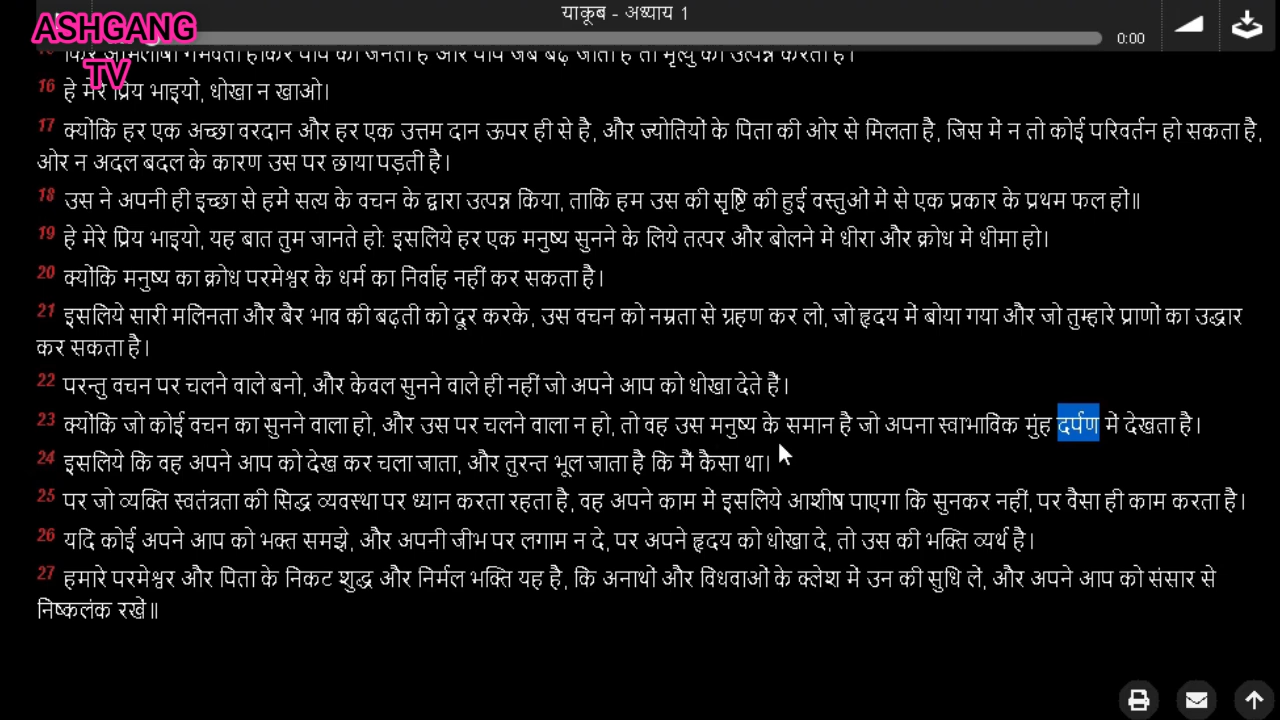 याकूब - अध्याय 1
ASHGANG
TV
0:00
16 हे मेरे प्रिय भाइयों, धोखा न खाओ।
17 क्योंकि हर एक अच्छा वरदान और हर एक उत्तम दान ऊपर ही से है, और ज्योतियों के पिता की ओर से मिलता है, जिस में न तो कोई परिवर्तन हो सकता है,
ओर न अदल बदल के कारण उस पर छाया पड़ती है।
18 उस ने अपनी ही इच्छा से हमें सत्य के वचन के द्वारा उत्पन्न किया, ताकि हम उस की सृष्टि की हुई वस्तुओं में से एक प्रकार के प्रथम फल हों॥
19 हे मेरे प्रिय भाइयो, यह बात तुम जानते हो: इसलिये हर एक मनुष्य सुनने के लिये तत्पर और बोलने में धीरा और क्रोध में धीमा हो।
20 क्योंकि मनुष्य का क्रोध परमेश्वर के धर्म का निर्वाह नहीं कर सकता है।
21 इसलिये सारी मलिनता और बैर भाव की बढ़ती को दूर करके, उस वचन को नम्रता से ग्रहण कर लो, जो हृदय में बोया गया और जो तुम्हारे प्राणों का उद्धार
कर सकता है।
22 परन्तु वचन पर चलने वाले बनो, और केवल सुनने वाले ही नहीं जो अपने आप को धोखा देते हैं।
23 क्योंकि जो कोई वचन का सुनने वाला हो, और उस पर चलने वाला न हो, तो वह उस मनुष्य के समान है जो अपना स्वाभाविक मुंह दर्पण में देखता है।
24 इसलिये कि वह अपने आप को देख कर चला जाता, और तुरन्त भूल जाता है कि मैं कैसा था।
25 पर जो व्यक्ति स्वतंत्रता की सिद्ध व्यवस्था पर ध्यान करता रहता है, वह अपने काम में इसलिये आशीष पाएगा कि सुनकर नहीं, पर वैसा ही काम करता है।
26 यदि कोई अपने आप को भक्त समझे, और अपनी जीभ पर लगाम न दे, पर अपने हृदय को धोखा दे, तो उस की भक्ति व्यर्थ है।
27 हमारे परमेश्वर और पिता के निकट शुद्ध और निर्मल भक्ति यह है, कि अनाथों और विधवाओं के क्लेश में उन की सुधि लें, और अपने आप को संसार से
निष्कलंक रखें॥